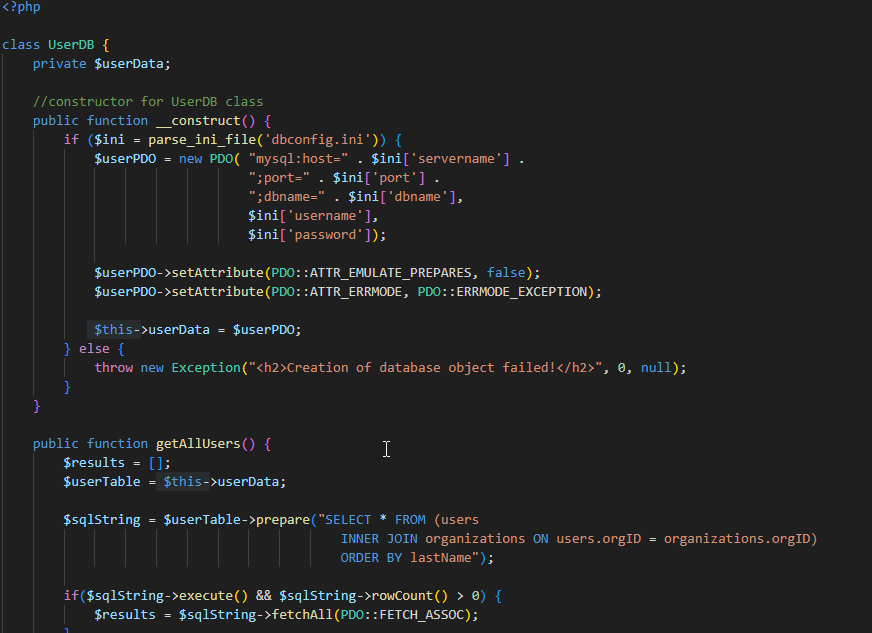 <?php
class UserDB {
    private $userData;
    //constructor for UserDB class
    public function __construct() {
        if ($ini = parse_ini_file('dbconfig.ini')) {
            $userPDO = new PDO( "mysql:host=" . $ini['servername'] .
                                ";port=" . $ini['port'] .
                                ";dbname=" . $ini['dbname'],
                                $ini['username'],
                                $ini['password']);
            $userPDO->setAttribute(PDO::ATTR_EMULATE_PREPARES, false);
            $userPDO->setAttribute(PDO::ATTR_ERRMODE, PDO::ERRMODE_EXCEPTION);
            $this->userData = $userPDO;
        } else {
            throw new Exception("<h2>Creation of database object failed!</h2>", 0, null);
        }
    }
    public function getAllUsers() {
        $results = [];
        $userTable = $this->userData;
        $sqlString = $userTable->prepare("SELECT * FROM (users
                                            INNER JOIN organizations ON users.orgID = organizations.orgID)
                                            ORDER BY lastName");
        if($sqlString->execute() && $sqlString->rowCount() > 0) {
            $results = $sqlString->fetchAll(PDO::FETCH_ASSOC);
        }